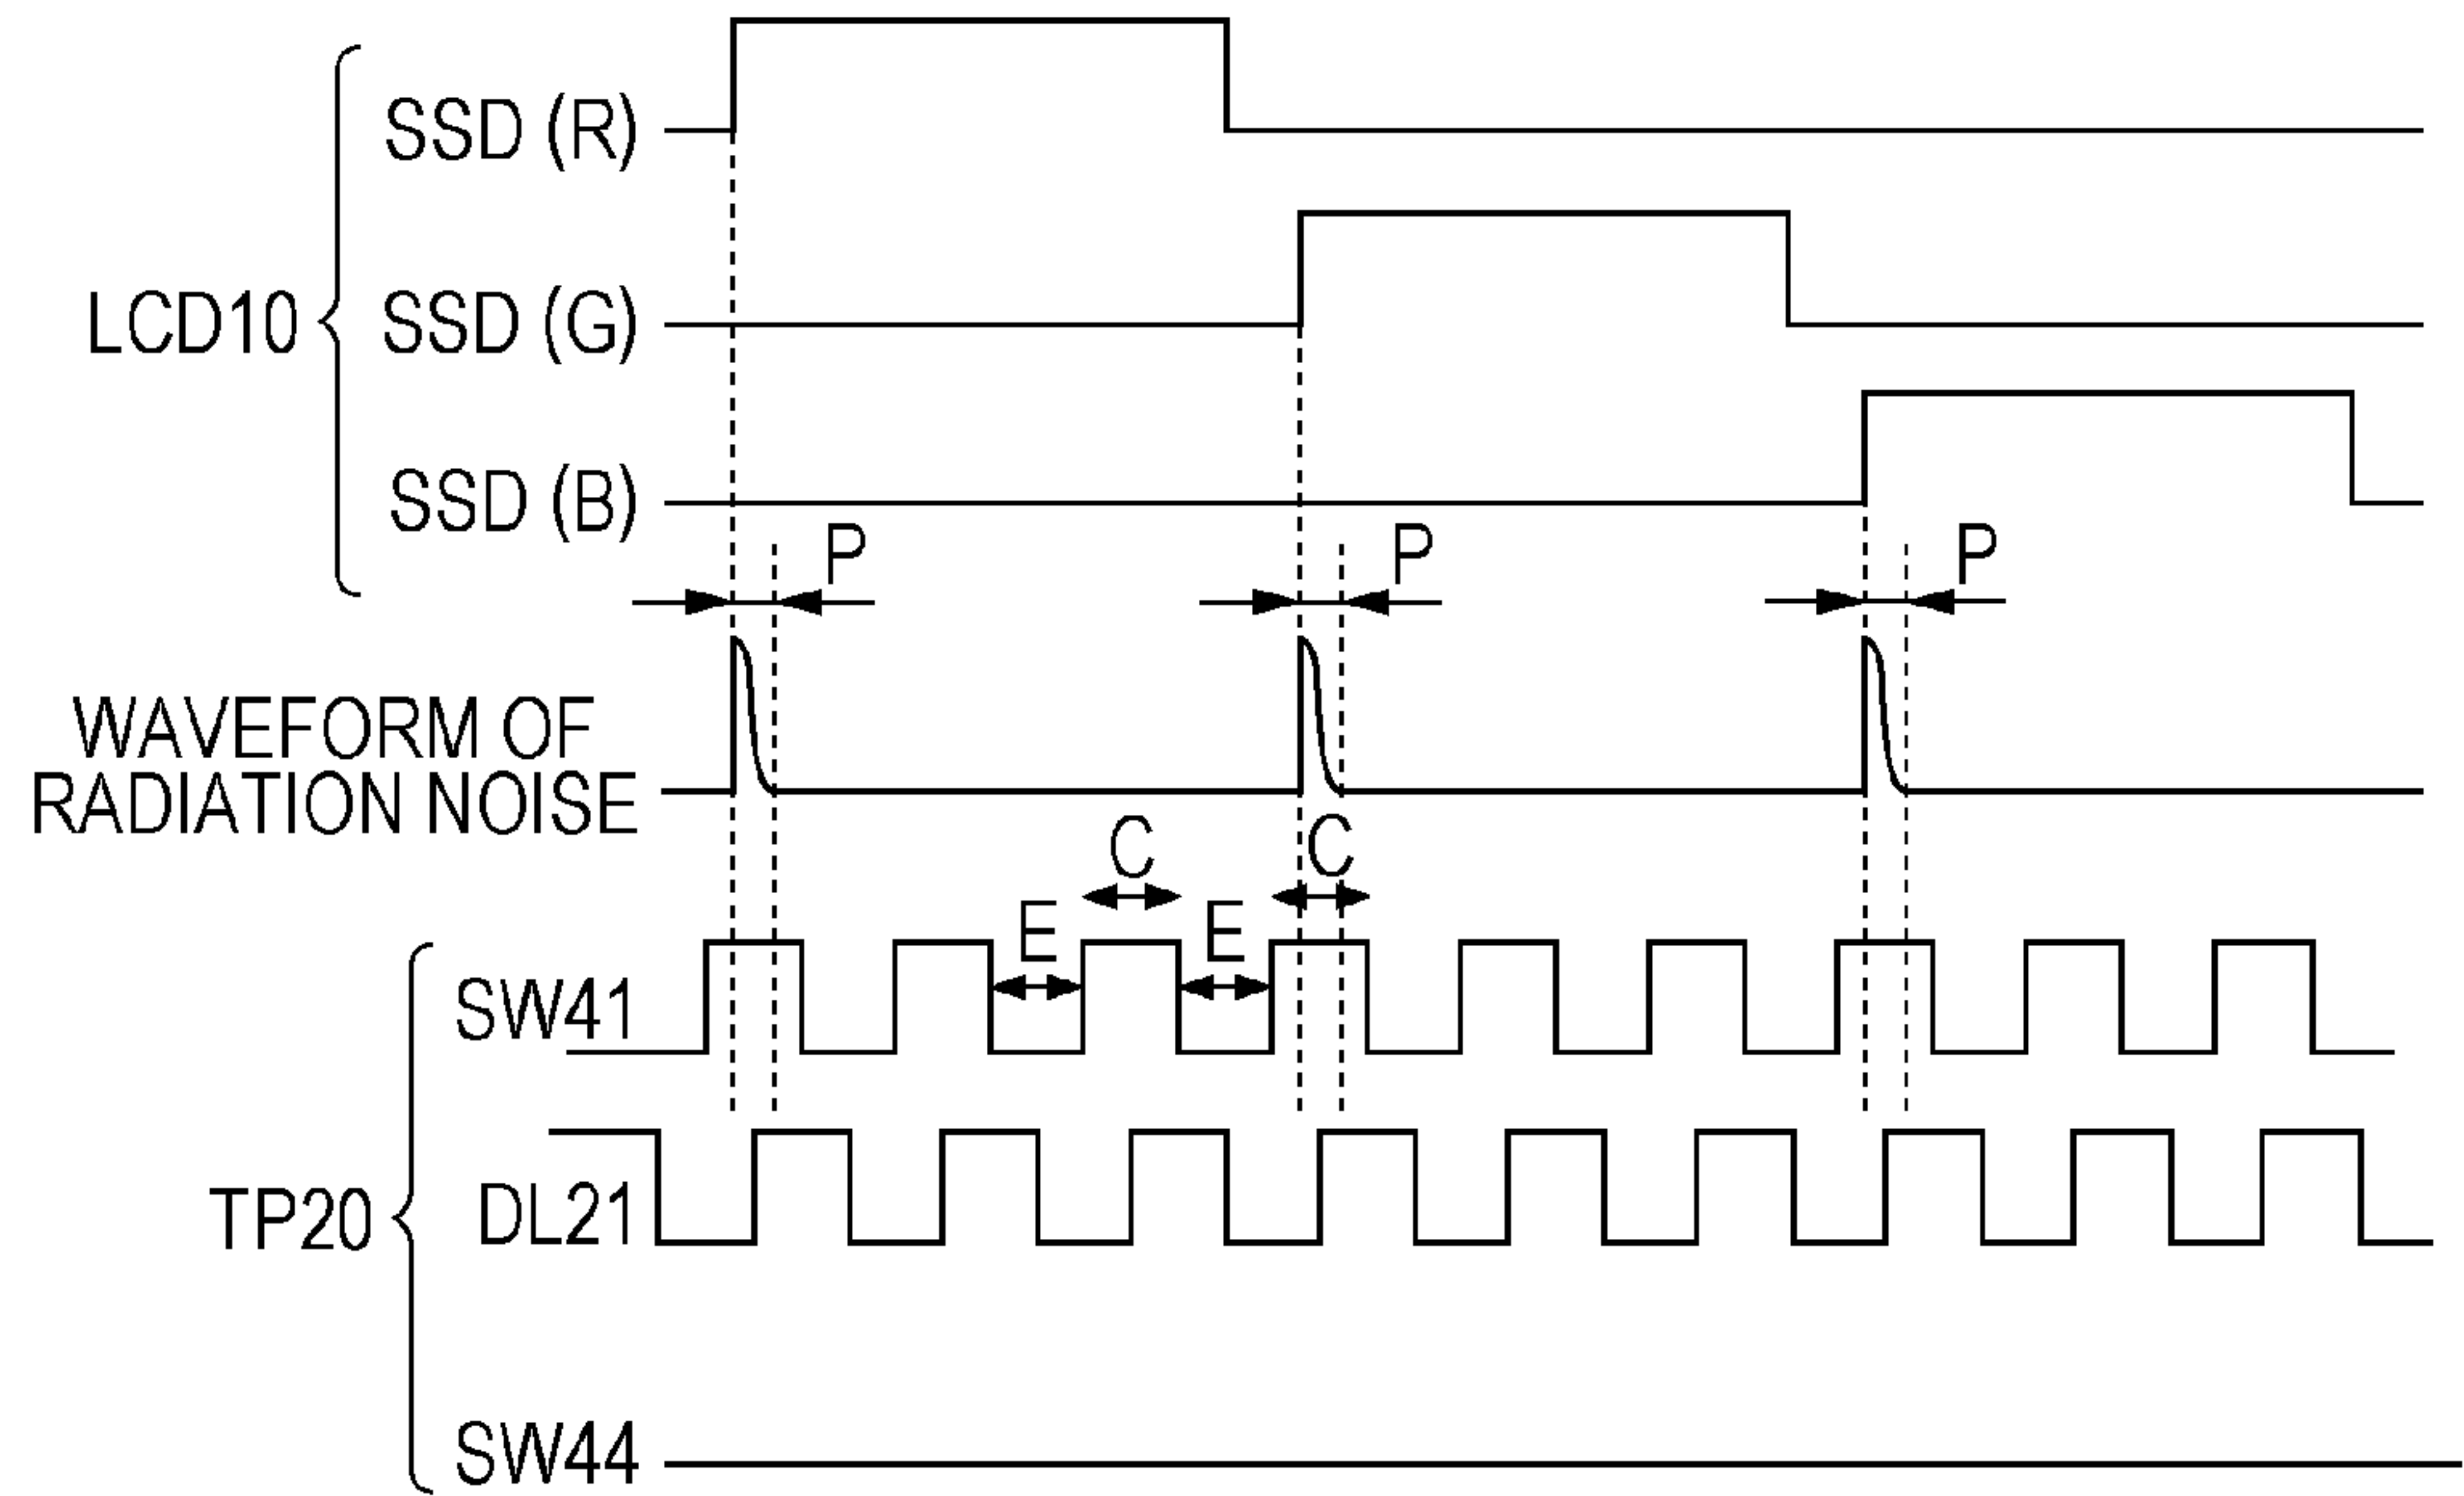 SSD (R)
LCD10
SSD (G)
SSD (B)
P
P
P
WAVEFORM OF
RADIATION NOISE
C
C
E
E
SW41
TP20
DL21
SW44